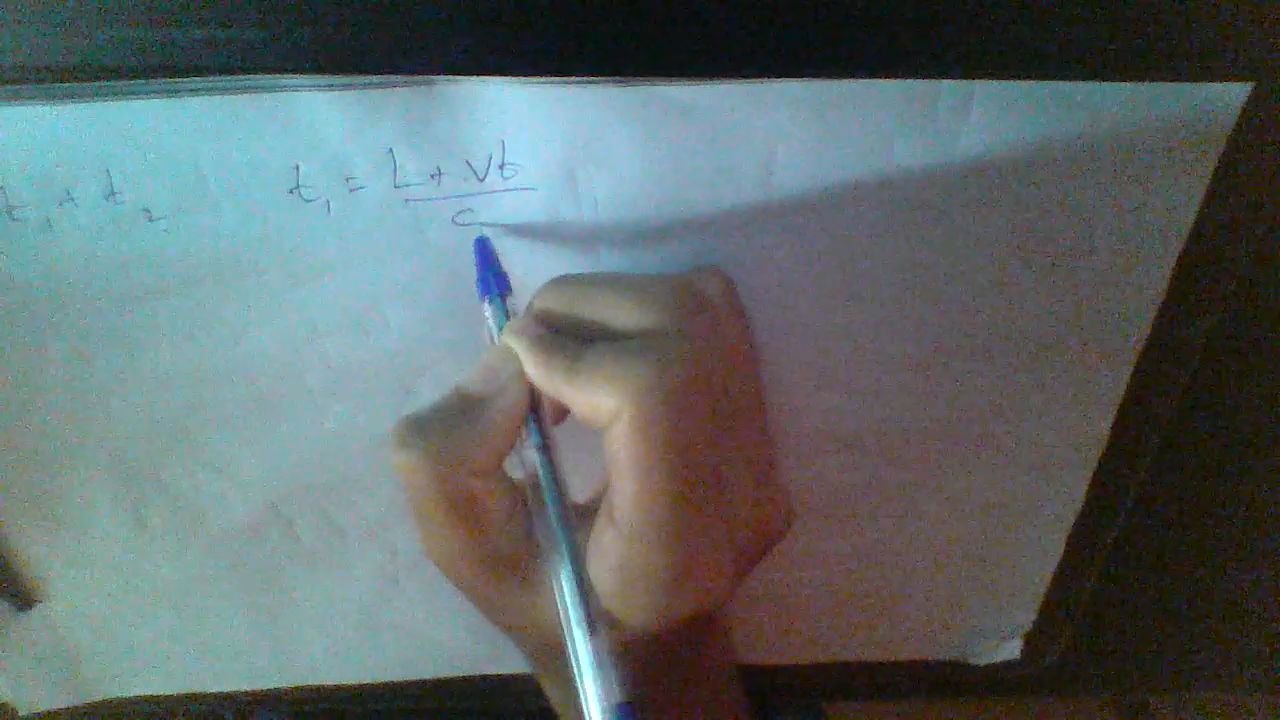 t₁ + t₂   t₁ = (L + Vt) / c